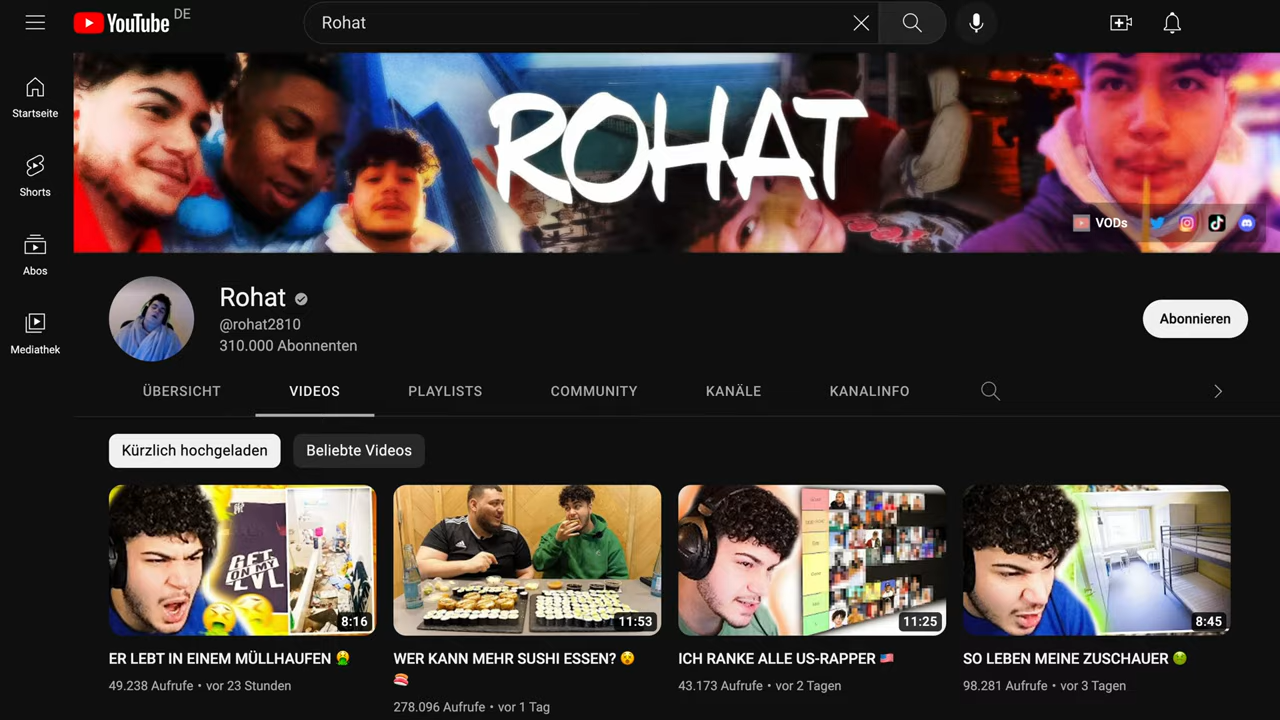 YouTube DE
Rohat
Startseite
Shorts
Abos
Mediathek
ROHAT
VODs
Rohat
@rohat2810
310.000 Abonnenten
Abonnieren
ÜBERSICHT VIDEOS PLAYLISTS COMMUNITY KANÄLE KANALINFO
Kürzlich hochgeladen Beliebte Videos
GET
ON MY
LVL
8:16
11:53
11:25
8:45
ER LEBT IN EINEM MÜLLHAUFEN 🤮
49.238 Aufrufe • vor 23 Stunden
WER KANN MEHR SUSHI ESSEN? 😵
🍣
278.096 Aufrufe • vor 1 Tag
ICH RANKE ALLE US-RAPPER 🇺🇸
43.173 Aufrufe • vor 2 Tagen
SO LEBEN MEINE ZUSCHAUER 🤢
98.281 Aufrufe • vor 3 Tagen